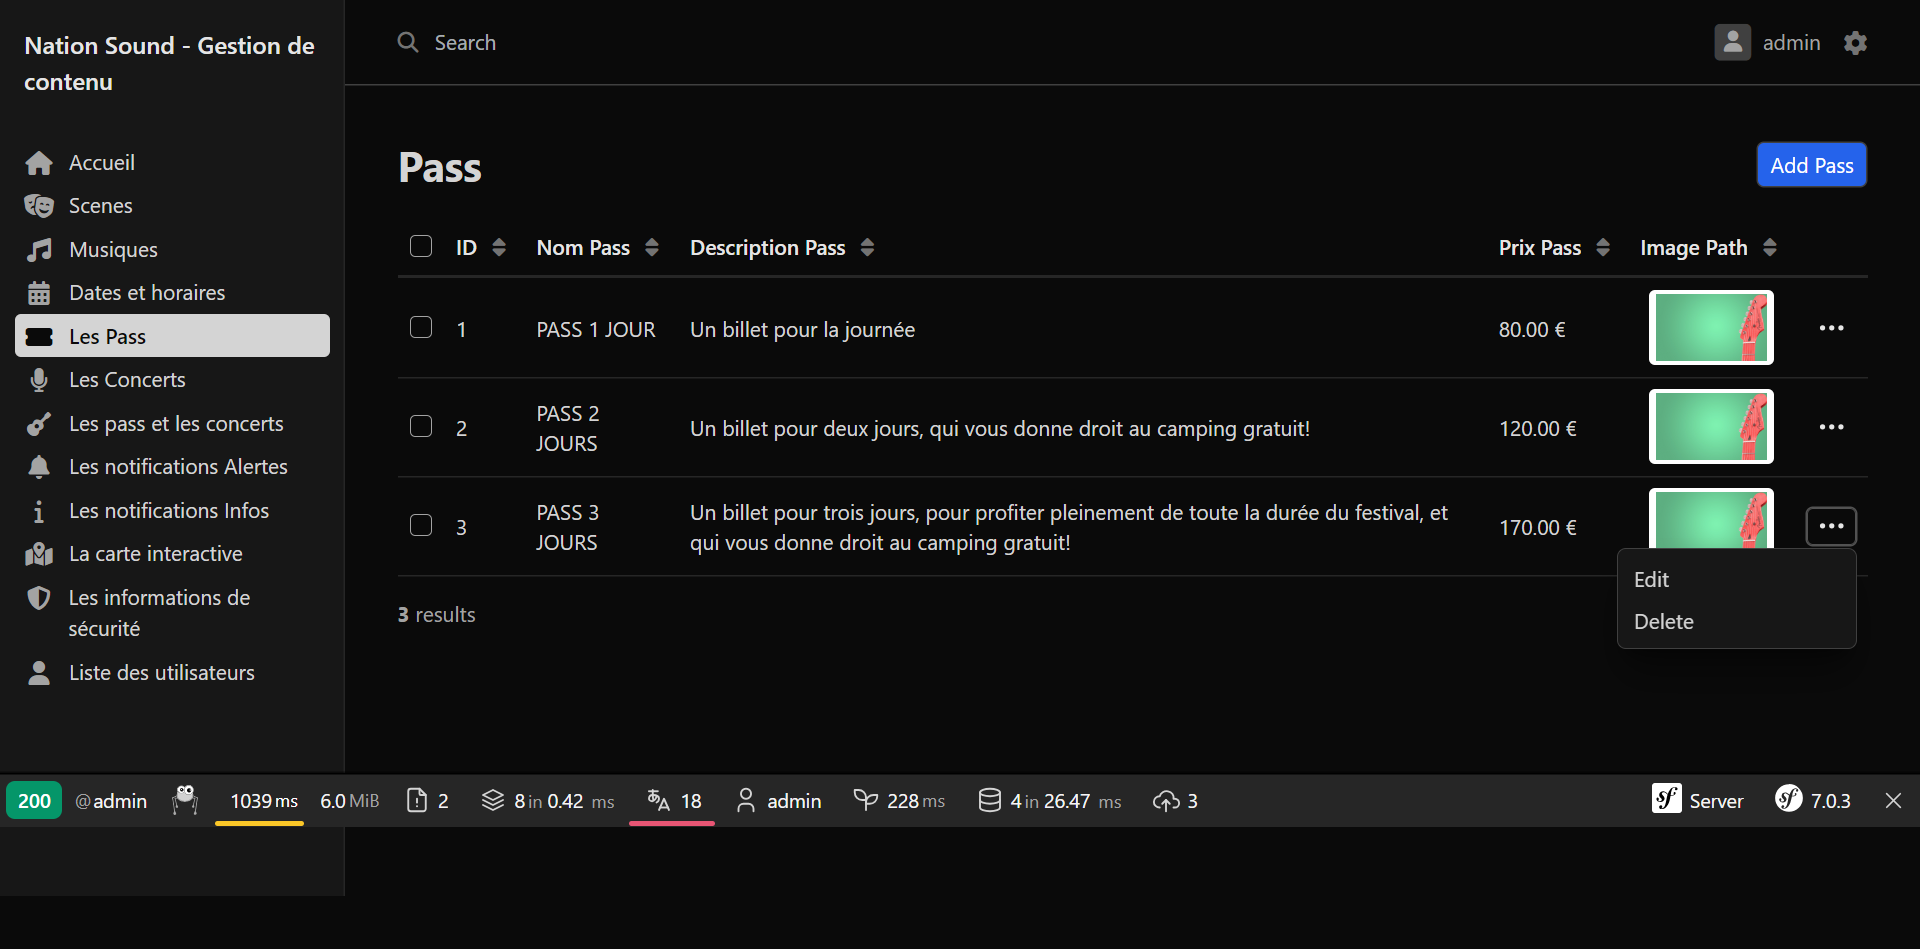 Nation Sound - Gestion de
contenu
Search
admin
Accueil
Scenes
Musiques
Dates et horaires
Les Pass
Les Concerts
Les pass et les concerts
Les notifications Alertes
Les notifications Infos
La carte interactive
Les informations de
sécurité
Liste des utilisateurs
Pass
Add Pass
ID Nom Pass Description Pass Prix Pass Image Path
1 PASS 1 JOUR Un billet pour la journée 80.00 €
2 PASS 2
JOURS Un billet pour deux jours, qui vous donne droit au camping gratuit! 120.00 €
3 PASS 3
JOURS
Un billet pour trois jours, pour profiter pleinement de toute la durée du festival, et
qui vous donne droit au camping gratuit!
170.00 €
Edit
Delete
3 results
200 @admin 1039 ms 6.0 MiB 2 8 in 0.42 ms 18 admin 228 ms 4 in 26.47 ms 3 Server 7.0.3